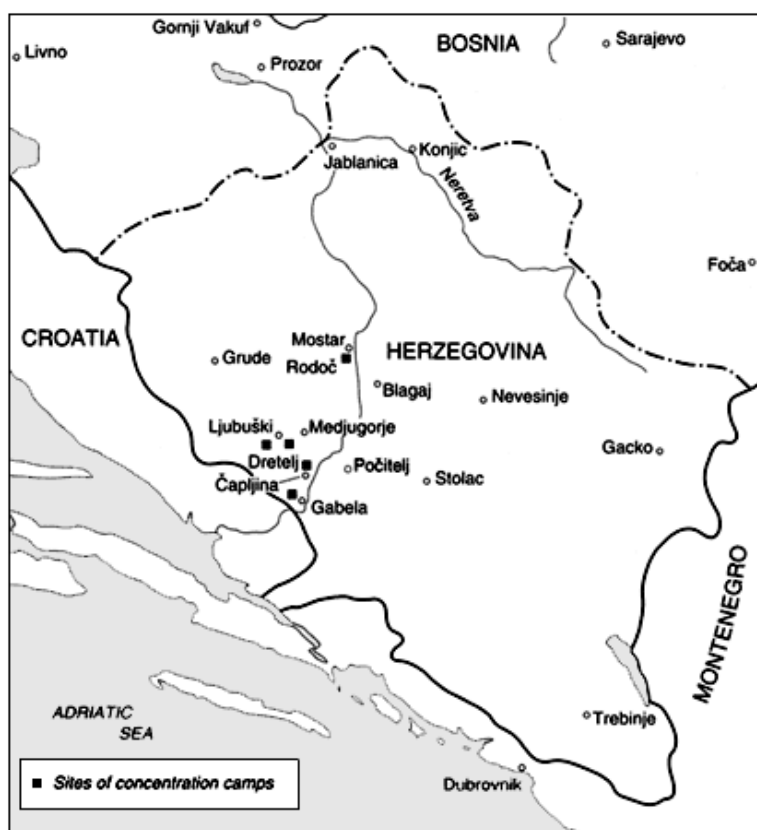 Gornji Vakuf
BOSNIA
Sarajevo
Livno
Prozor
Jablanica
Konjic
Neretva
Foča
CROATIA
Mostar
HERZEGOVINA
Grude
Rodoč
Blagaj
Nevesinje
Ljubuški
Medjugorje
Gacko
Dretelj
Počitelj
Stolac
Čapljina
Gabela
MONTENEGRO
ADRIATIC
SEA
Trebinje
Sites of concentration camps
Dubrovnik